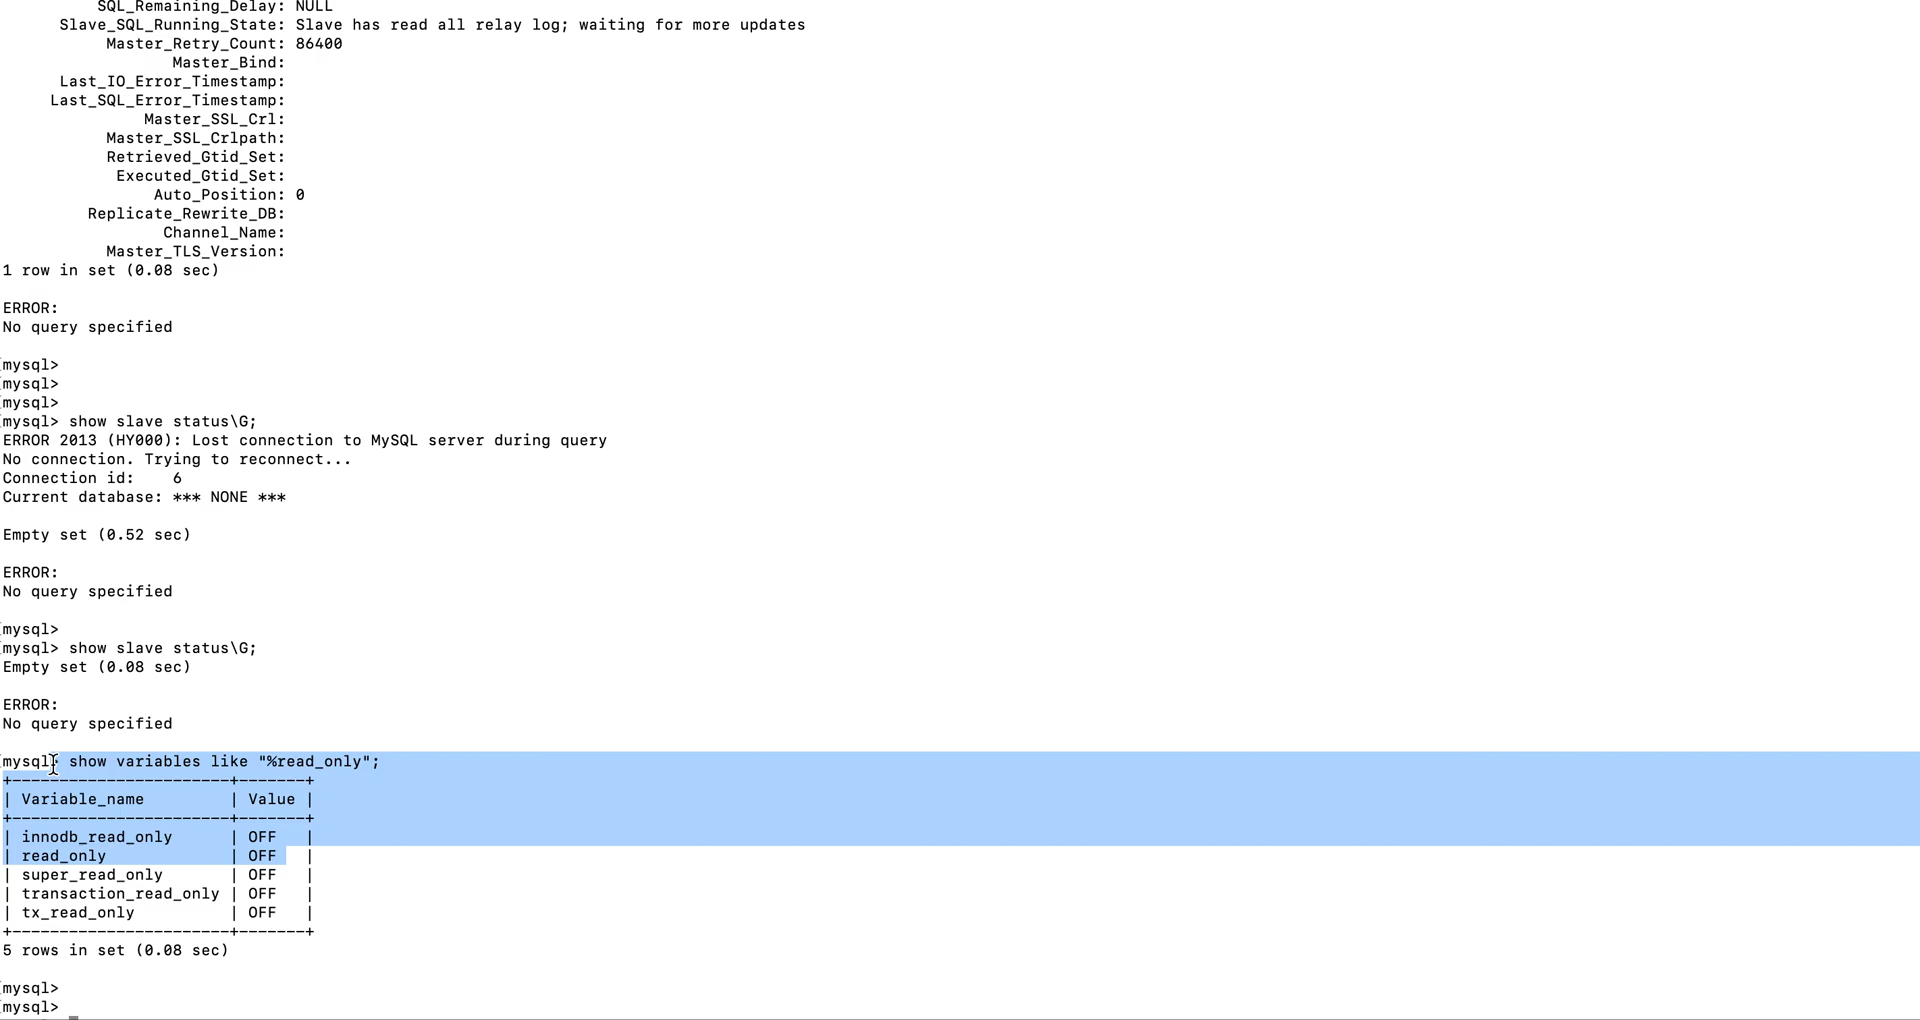 SQL_Remaining_Delay: NULL
Slave_SQL_Running_State: Slave has read all relay log; waiting for more updates
Master_Retry_Count: 86400
Master_Bind:
Last_IO_Error_Timestamp:
Last_SQL_Error_Timestamp:
Master_SSL_Crl:
Master_SSL_Crlpath:
Retrieved_Gtid_Set:
Executed_Gtid_Set:
Auto_Position: 0
Replicate_Rewrite_DB:
Channel_Name:
Master_TLS_Version:
1 row in set (0.08 sec)
ERROR:
No query specified
mysql>
mysql>
mysql>
mysql> show slave status\G;
ERROR 2013 (HY000): Lost connection to MySQL server during query
No connection. Trying to reconnect...
Connection id:    6
Current database: *** NONE ***
Empty set (0.52 sec)
ERROR:
No query specified
mysql>
mysql> show slave status\G;
Empty set (0.08 sec)
ERROR:
No query specified
mysql> show variables like "%read_only";
+-----------------------+-------+
| Variable_name         | Value |
+-----------------------+-------+
| innodb_read_only      | OFF   |
| read_only             | OFF   |
| super_read_only       | OFF   |
| transaction_read_only | OFF   |
| tx_read_only          | OFF   |
+-----------------------+-------+
5 rows in set (0.08 sec)
mysql>
mysql>